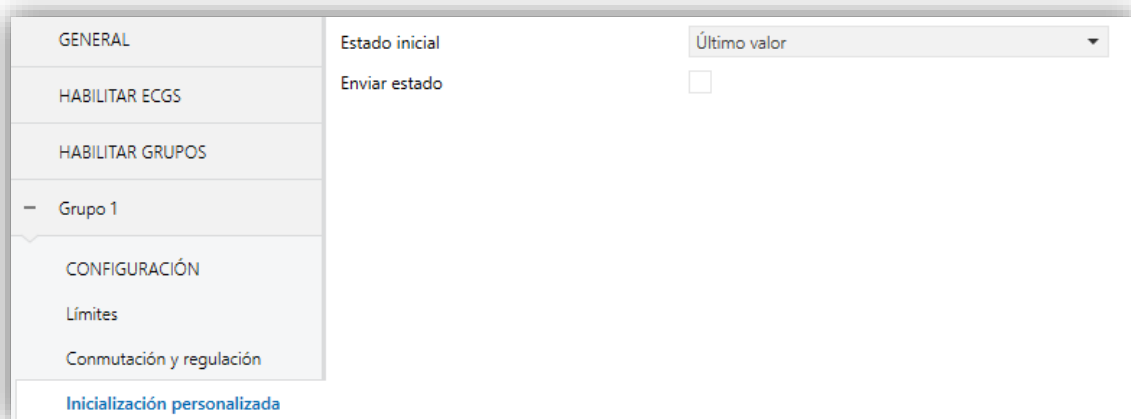 GENERAL
HABILITAR ECGS
HABILITAR GRUPOS
Grupo 1
CONFIGURACIÓN
Límites
Conmutación y regulación
Inicialización personalizada
Estado inicial
Último valor
Enviar estado